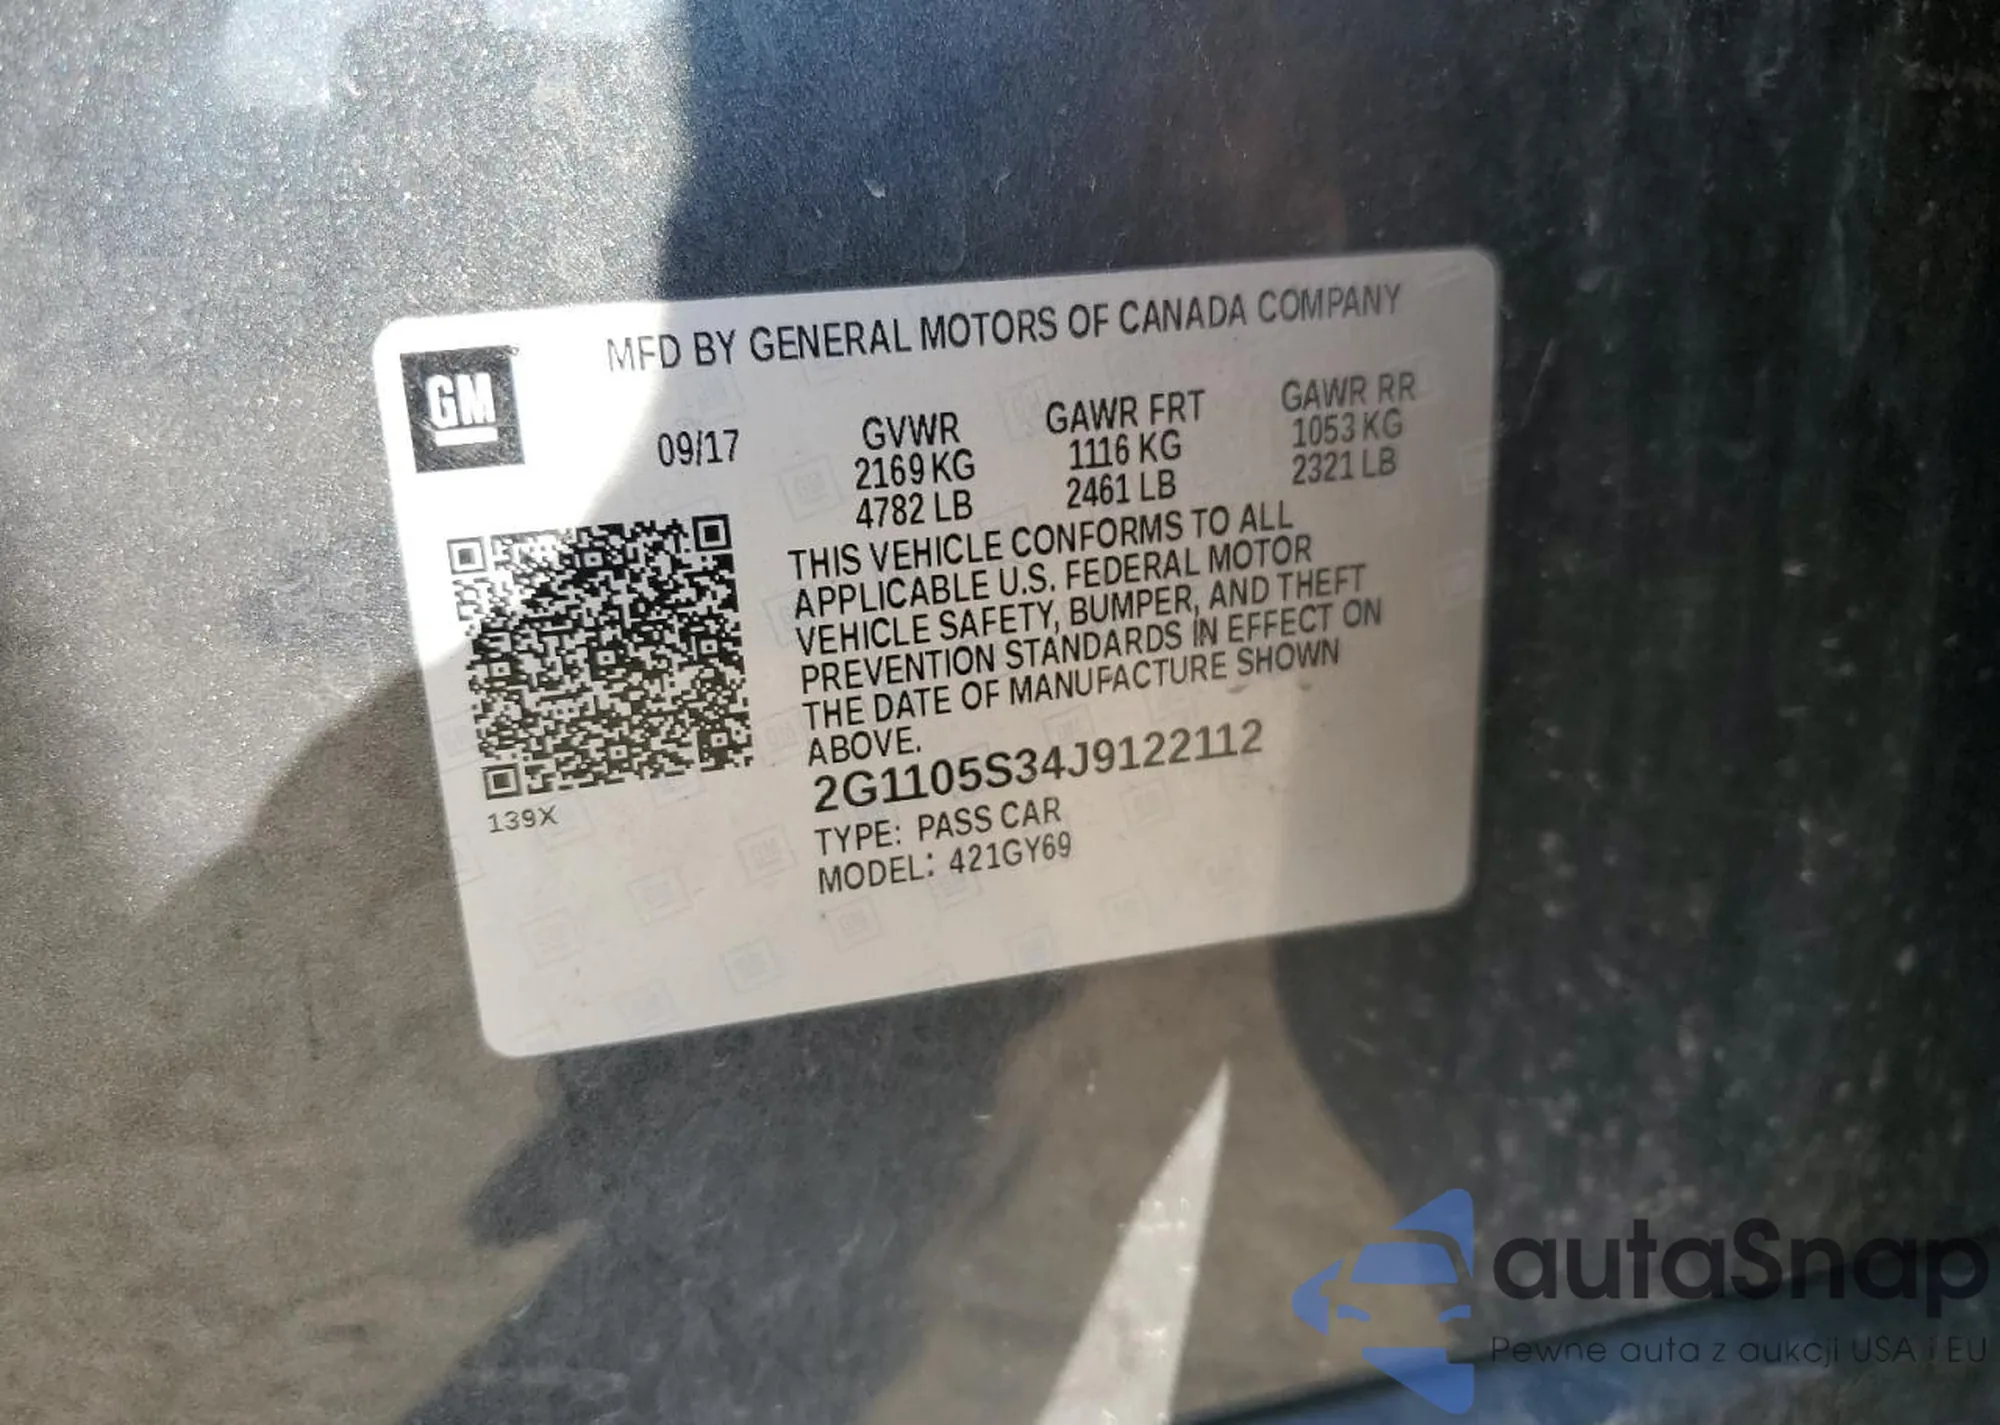 MFD BY GENERAL MOTORS OF CANADA COMPANY
GM
09/17
GVWR GAWR FRT GAWR RR
2169 KG 1116 KG 1053 KG
4782 LB 2461 LB 2321 LB
THIS VEHICLE CONFORMS TO ALL
APPLICABLE U.S. FEDERAL MOTOR
VEHICLE SAFETY, BUMPER, AND THEFT
PREVENTION STANDARDS IN EFFECT ON
THE DATE OF MANUFACTURE SHOWN
ABOVE.
2G1105S34J9122112
139X
TYPE: PASS CAR
MODEL: 421GY69
autaSnap
Pewne auta z aukcji USA i EU